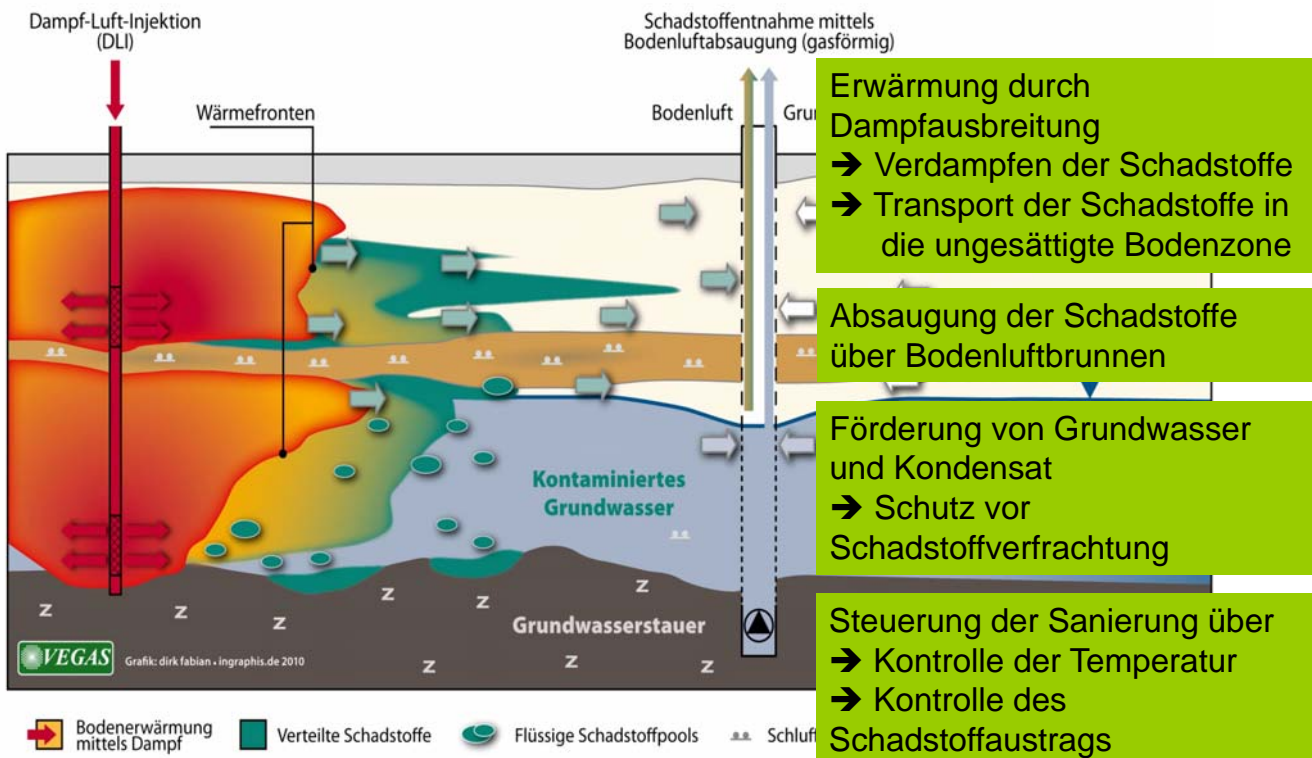 Dampf-Luft-Injektion
(DLI)
Schadstoffentnahme mittels
Bodenluftabsaugung (gasförmig)
Wärmefronten
Bodenluft
Kontaminiertes
Grundwasser
Grundwasserstauer
z z z z z z z z
VEGAS
Grafik: dirk fabian • ingraphis.de 2010
Bodenerwärmung
mittels Dampf
Verteilte Schadstoffe
Flüssige Schadstoffpools
Erwärmung durch
Dampfausbreitung
➔ Verdampfen der Schadstoffe
➔ Transport der Schadstoffe in
die ungesättigte Bodenzone
Absaugung der Schadstoffe
über Bodenluftbrunnen
Förderung von Grundwasser
und Kondensat
➔ Schutz vor
Schadstoffverfrachtung
Steuerung der Sanierung über
➔ Kontrolle der Temperatur
➔ Kontrolle des
Schadstoffaustrags